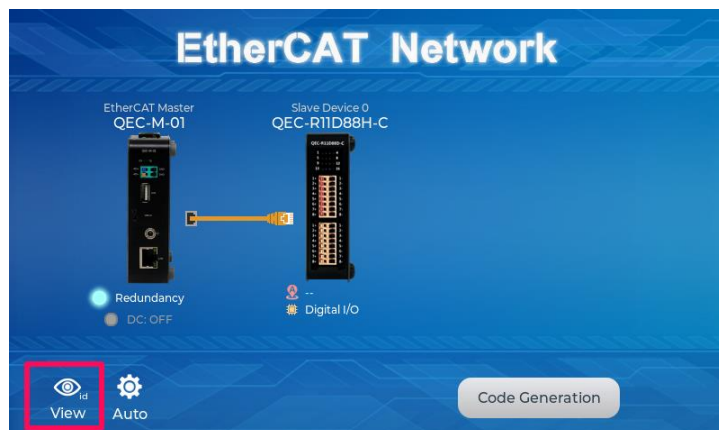 EtherCAT Network
EtherCAT Master
QEC-M-01
Slave Device 0
QEC-R11D88H-C
Redundancy
DC: OFF
--
Digital I/O
id
View
Auto
Code Generation